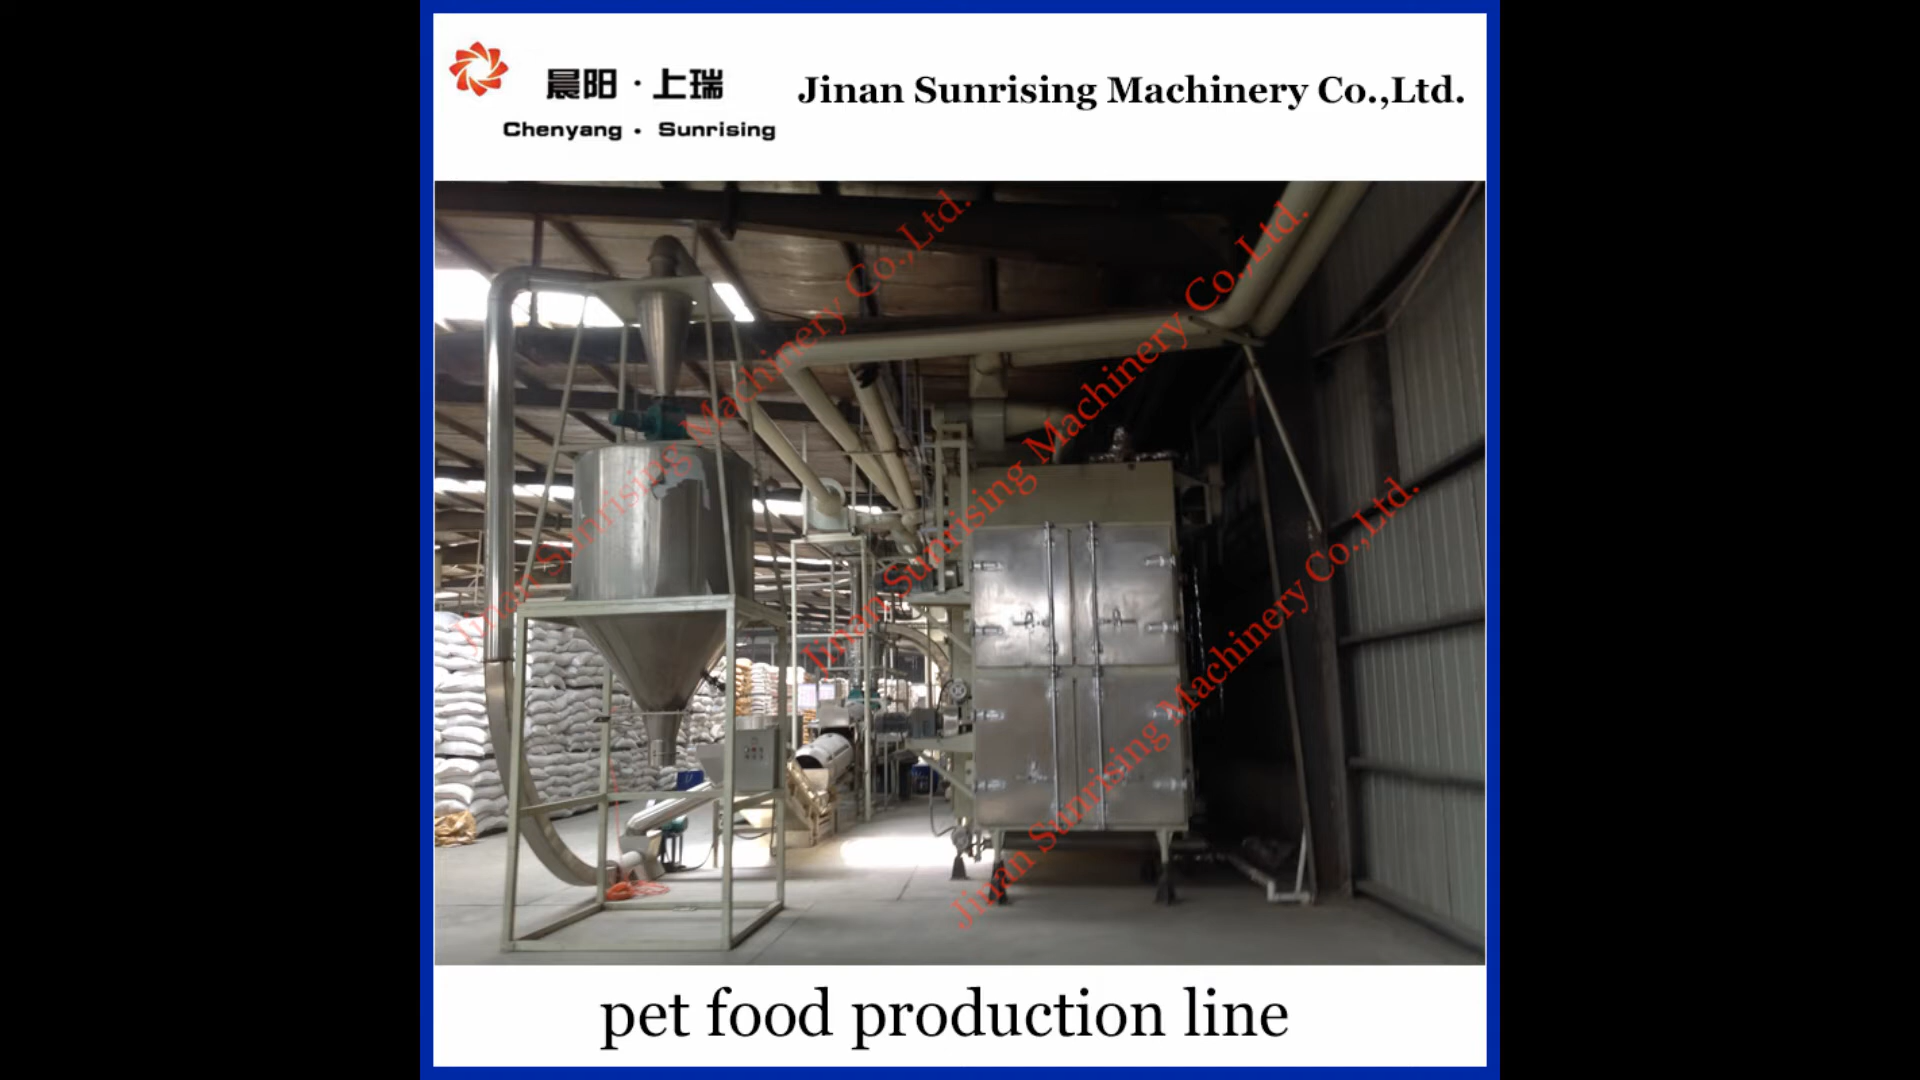 晨阳·上瑞
Chenyang · Sunrising
Jinan Sunrising Machinery Co.,Ltd.
Jinan Sunrising Machinery Co.,Ltd.
Jinan Sunrising Machinery Co.,Ltd.
Jinan Sunrising Machinery Co.,Ltd.
pet food production line